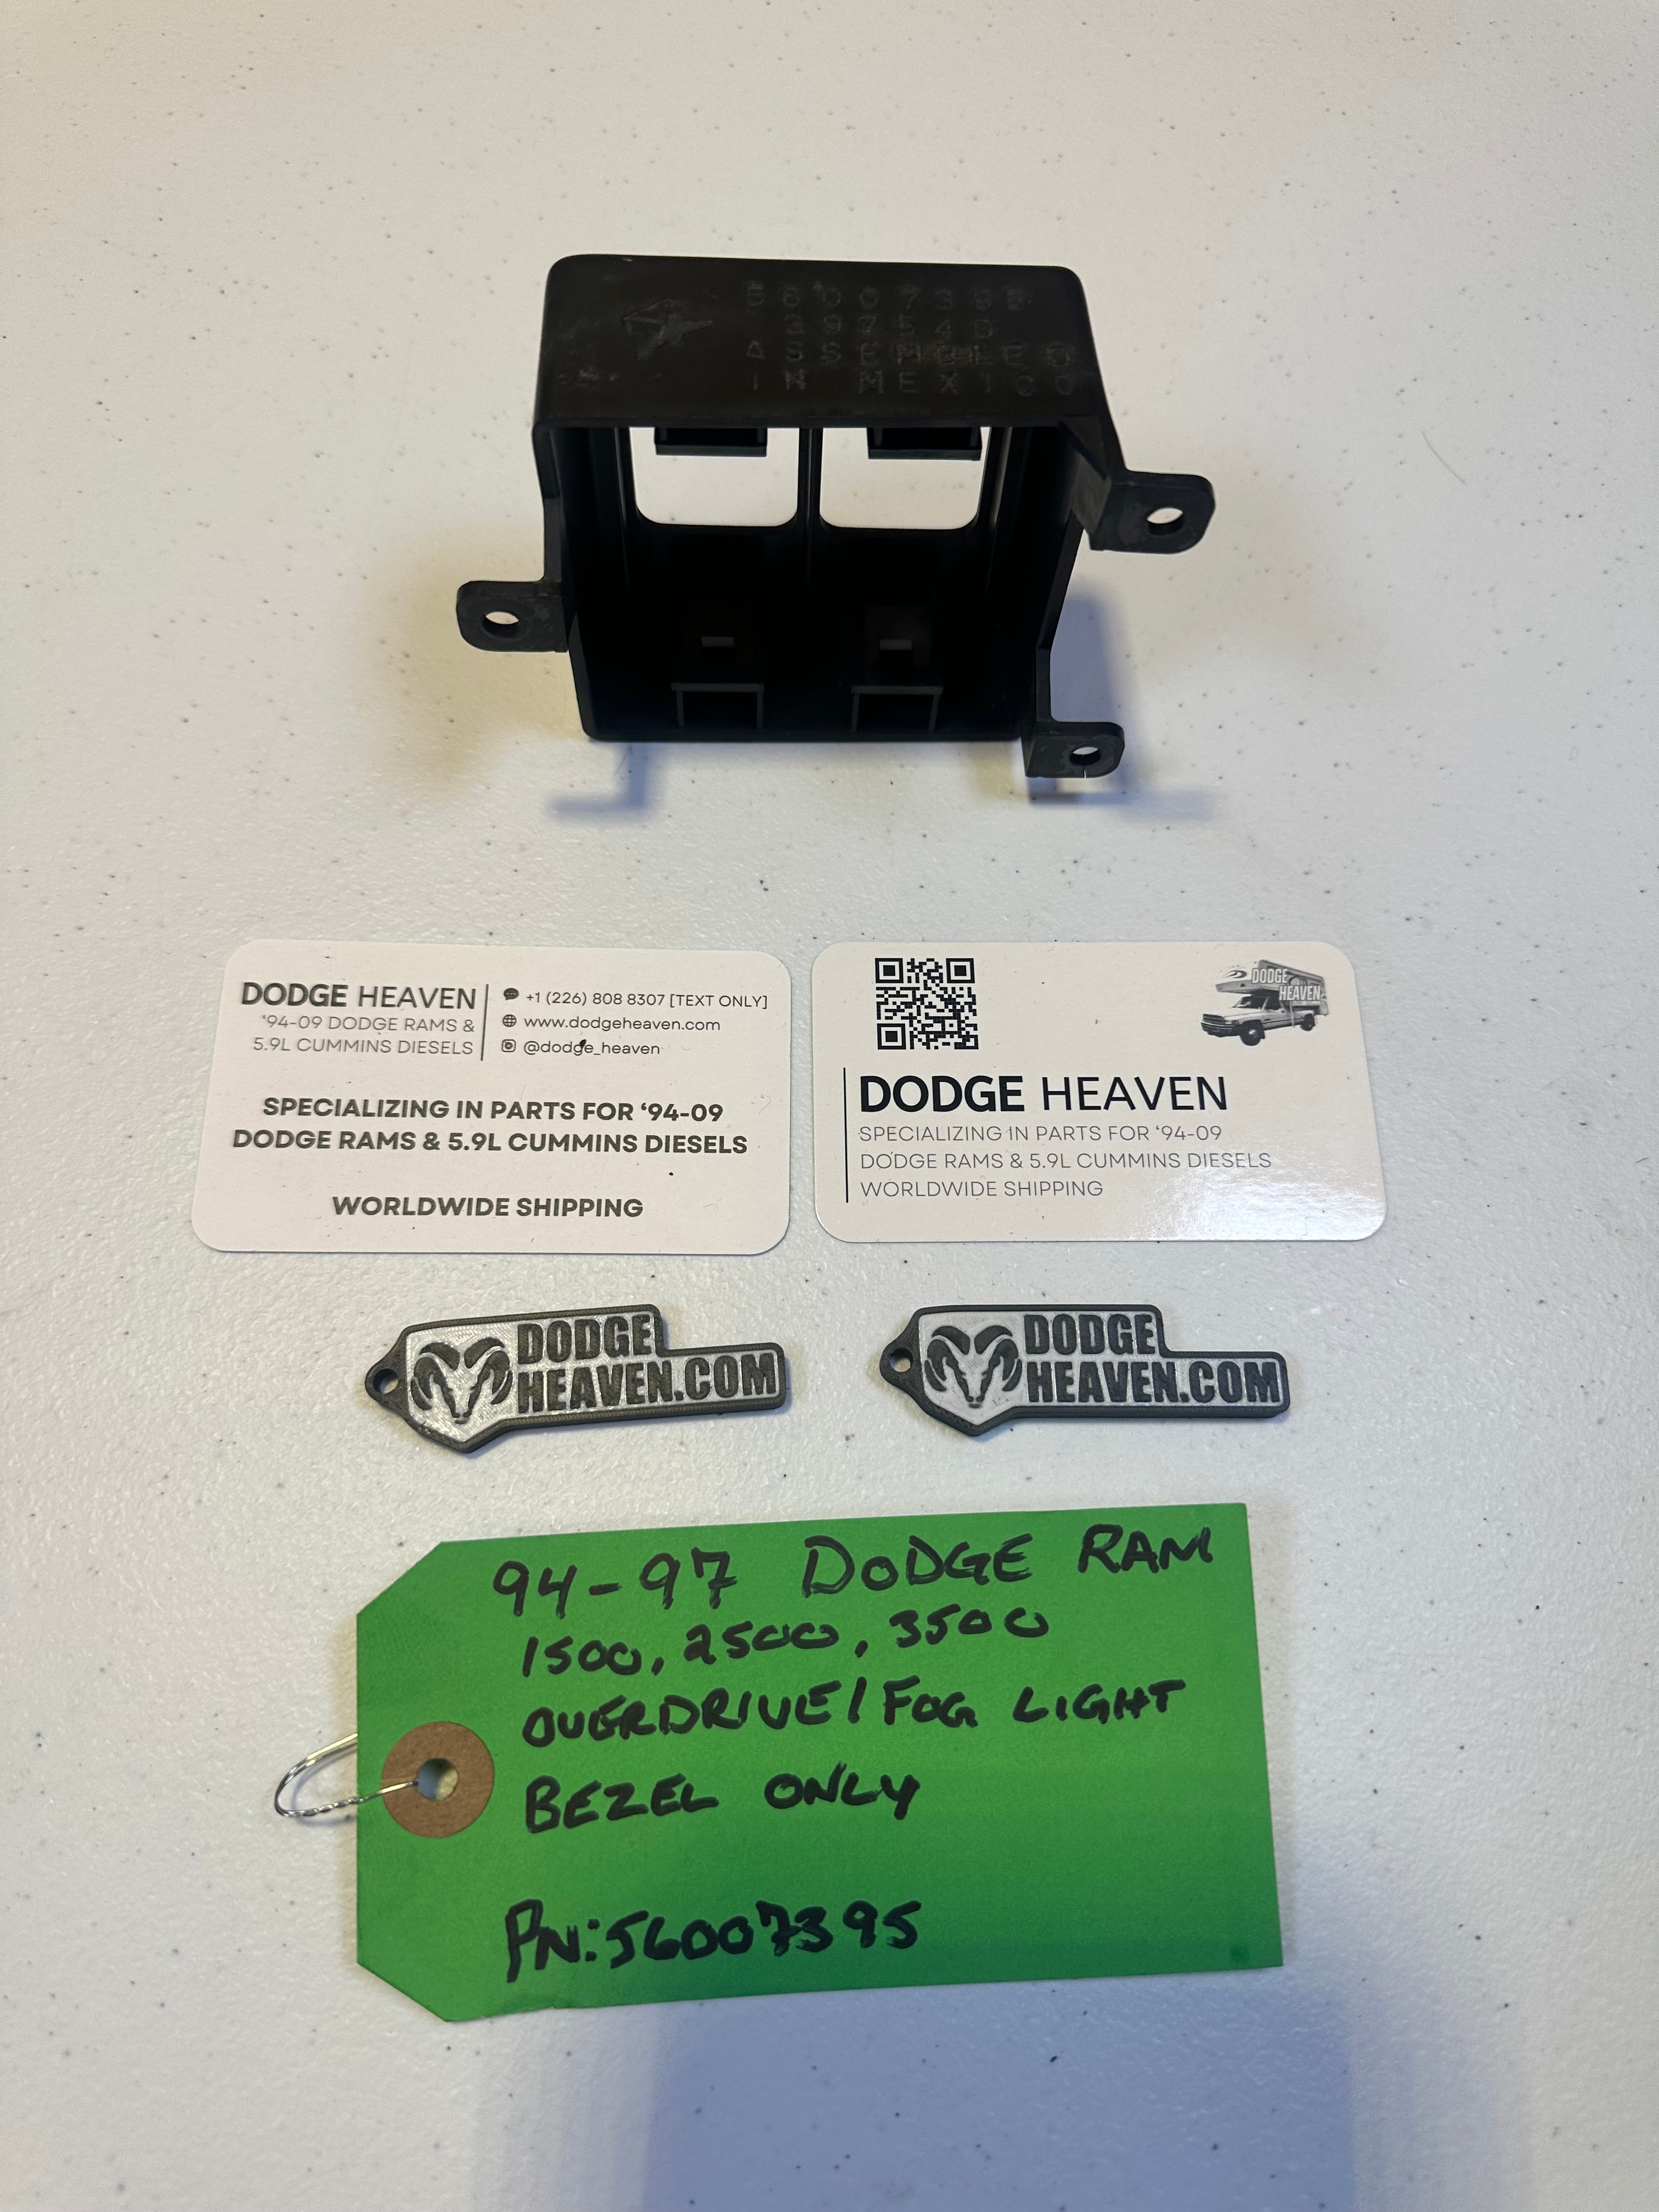 56007395
397540
ASSEMBLED
IN MEXICO
DODGE HEAVEN
'94-09 DODGE RAMS &
5.9L CUMMINS DIESELS
+1 (226) 808 8307 [TEXT ONLY]
www.dodgeheaven.com
@dodge_heaven
SPECIALIZING IN PARTS FOR '94-09
DODGE RAMS & 5.9L CUMMINS DIESELS
WORLDWIDE SHIPPING
DODGE
HEAVEN
DODGE HEAVEN
SPECIALIZING IN PARTS FOR '94-09
DODGE RAMS & 5.9L CUMMINS DIESELS
WORLDWIDE SHIPPING
DODGE
HEAVEN.COM
DODGE
HEAVEN.COM
94-97 DODGE RAM
1500, 2500, 3500
OVERDRIVE/FOG LIGHT
BEZEL ONLY
PN:56007395